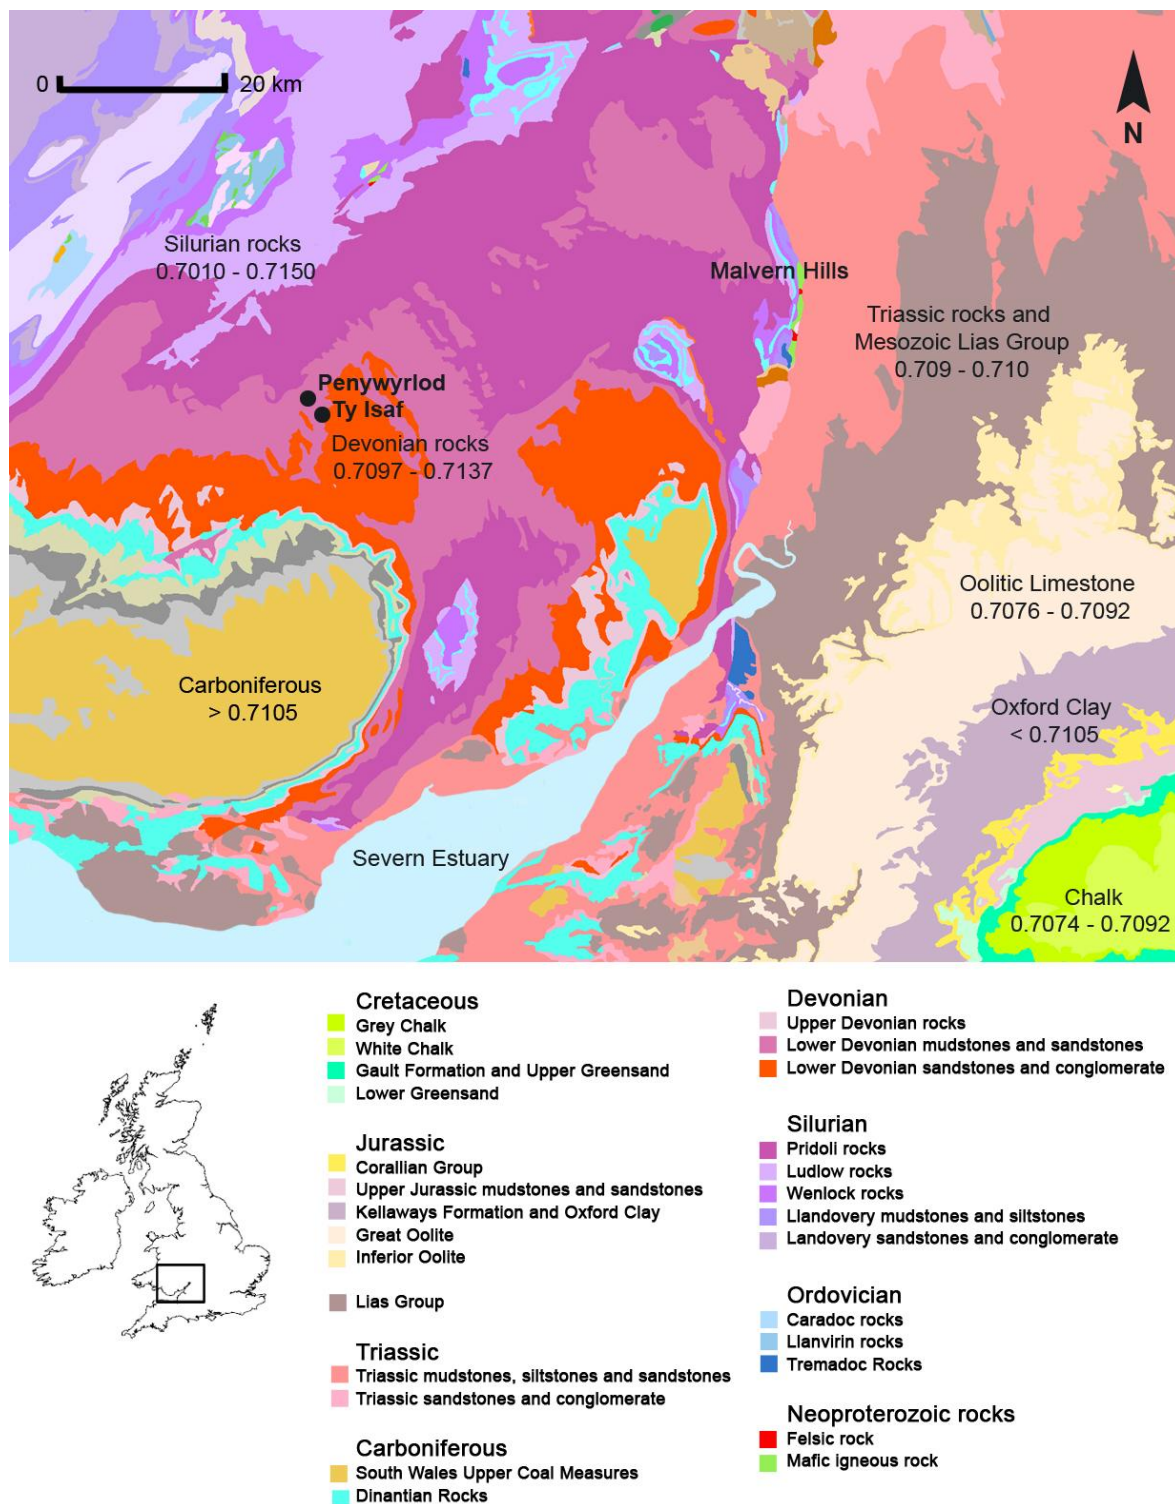 0
20 km
N
Silurian rocks
0.7010 - 0.7150
Malvern Hills
Triassic rocks and
Mesozoic Lias Group
0.709 - 0.710
Penywyrlod
Ty Isaf
Devonian rocks
0.7097 - 0.7137
Oolitic Limestone
0.7076 - 0.7092
Carboniferous
> 0.7105
Oxford Clay
< 0.7105
Severn Estuary
Chalk
0.7074 - 0.7092
Cretaceous
Grey Chalk
White Chalk
Gault Formation and Upper Greensand
Lower Greensand
Jurassic
Corallian Group
Upper Jurassic mudstones and sandstones
Kellaways Formation and Oxford Clay
Great Oolite
Inferior Oolite
Lias Group
Triassic
Triassic mudstones, siltstones and sandstones
Triassic sandstones and conglomerate
Carboniferous
South Wales Upper Coal Measures
Dinantian Rocks
Devonian
Upper Devonian rocks
Lower Devonian mudstones and sandstones
Lower Devonian sandstones and conglomerate
Silurian
Pridoli rocks
Ludlow rocks
Wenlock rocks
Llandovery mudstones and siltstones
Landovery sandstones and conglomerate
Ordovician
Caradoc rocks
Llanvirin rocks
Tremadoc Rocks
Neoproterozoic rocks
Felsic rock
Mafic igneous rock